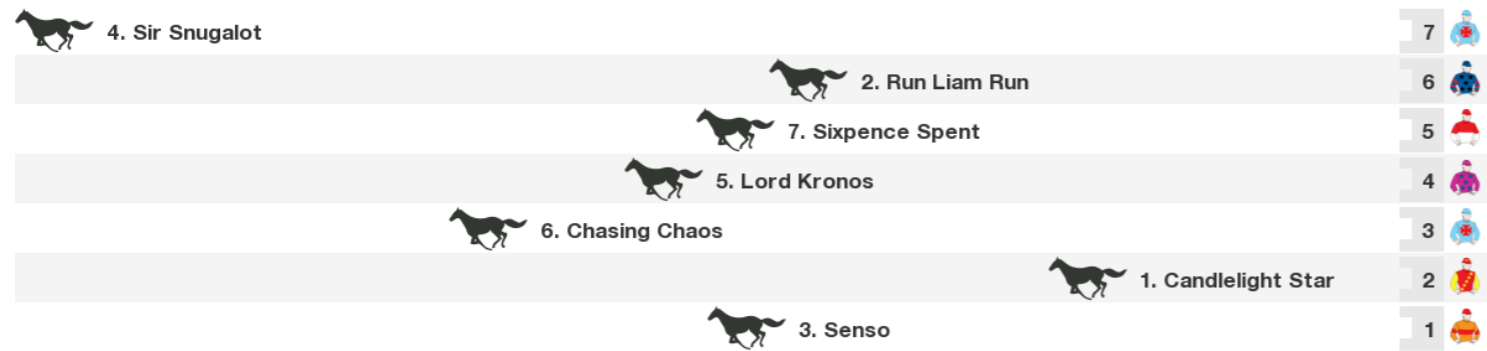 4. Sir Snugalot 7
2. Run Liam Run 6
7. Sixpence Spent 5
5. Lord Kronos 4
6. Chasing Chaos 3
1. Candlelight Star 2
3. Senso 1